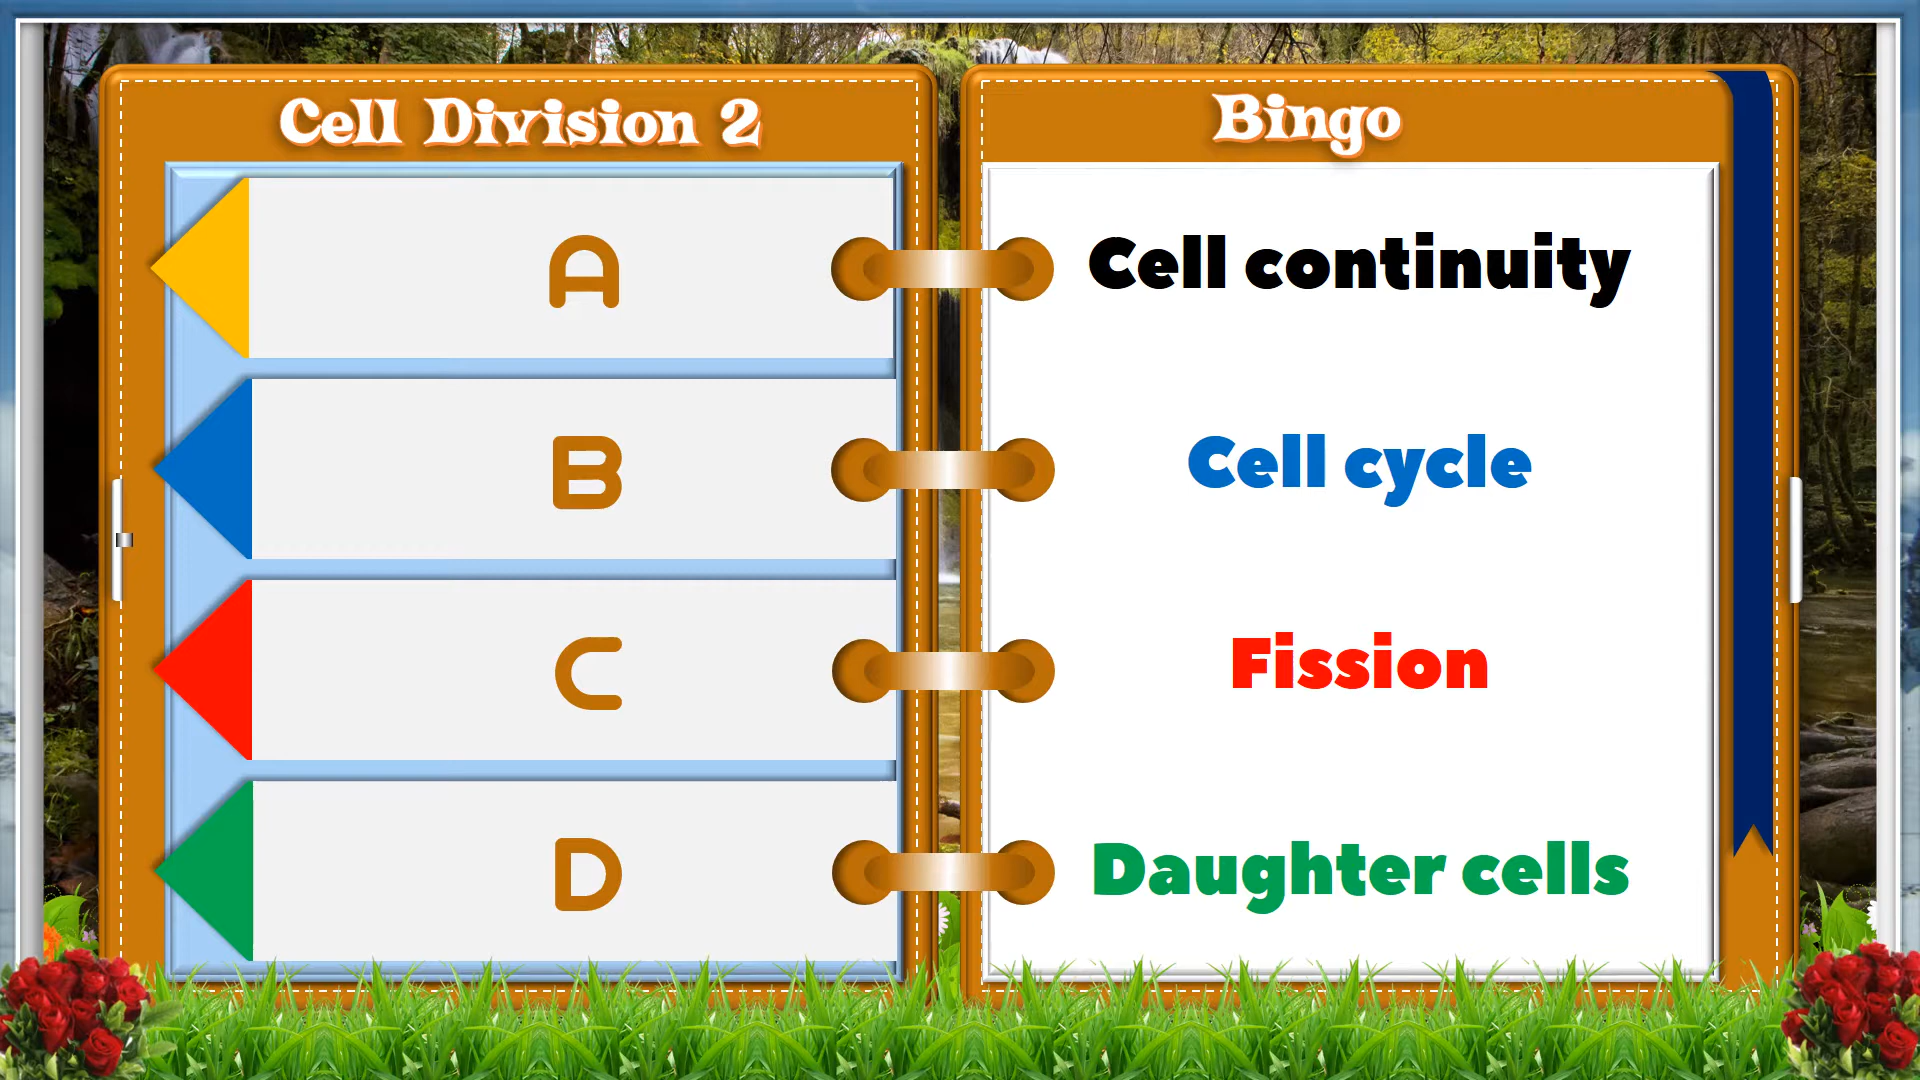 Cell Division 2
A
B
C
D
Bingo
Cell continuity
Cell cycle
Fission
Daughter cells